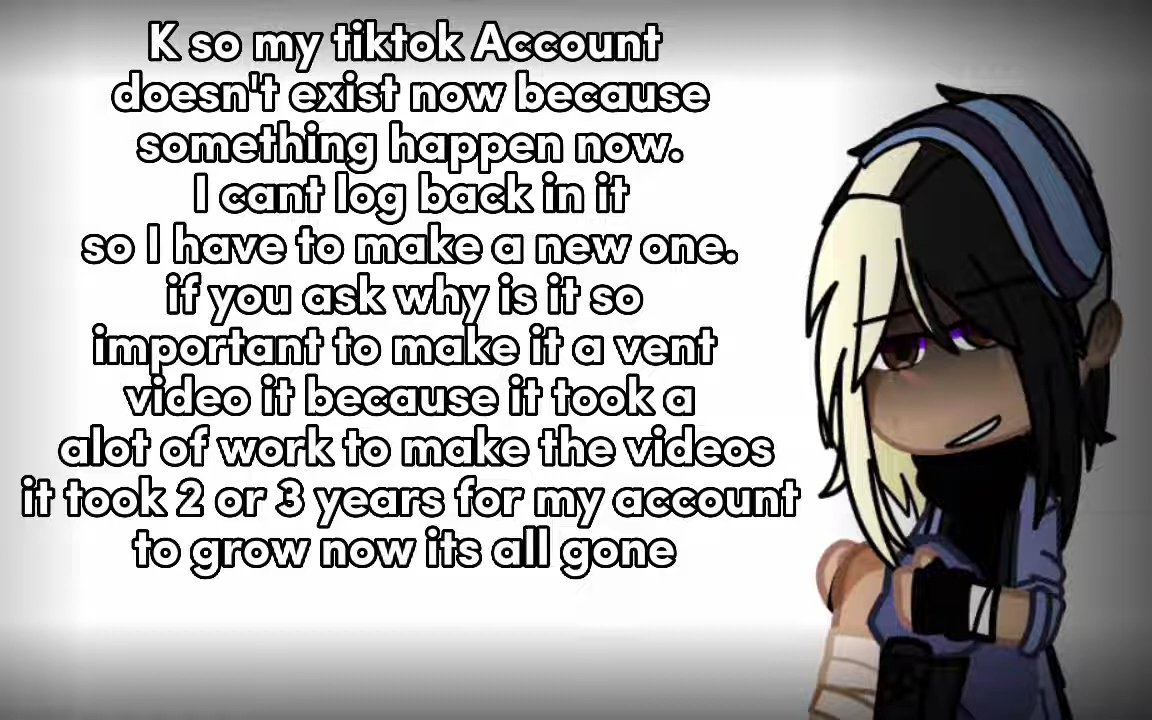 K so my tiktok Account
doesn't exist now because
something happen now.
I cant log back in it
so I have to make a new one.
if you ask why is it so
important to make it a vent
video it because it took a
alot of work to make the videos
it took 2 or 3 years for my account
to grow now its all gone